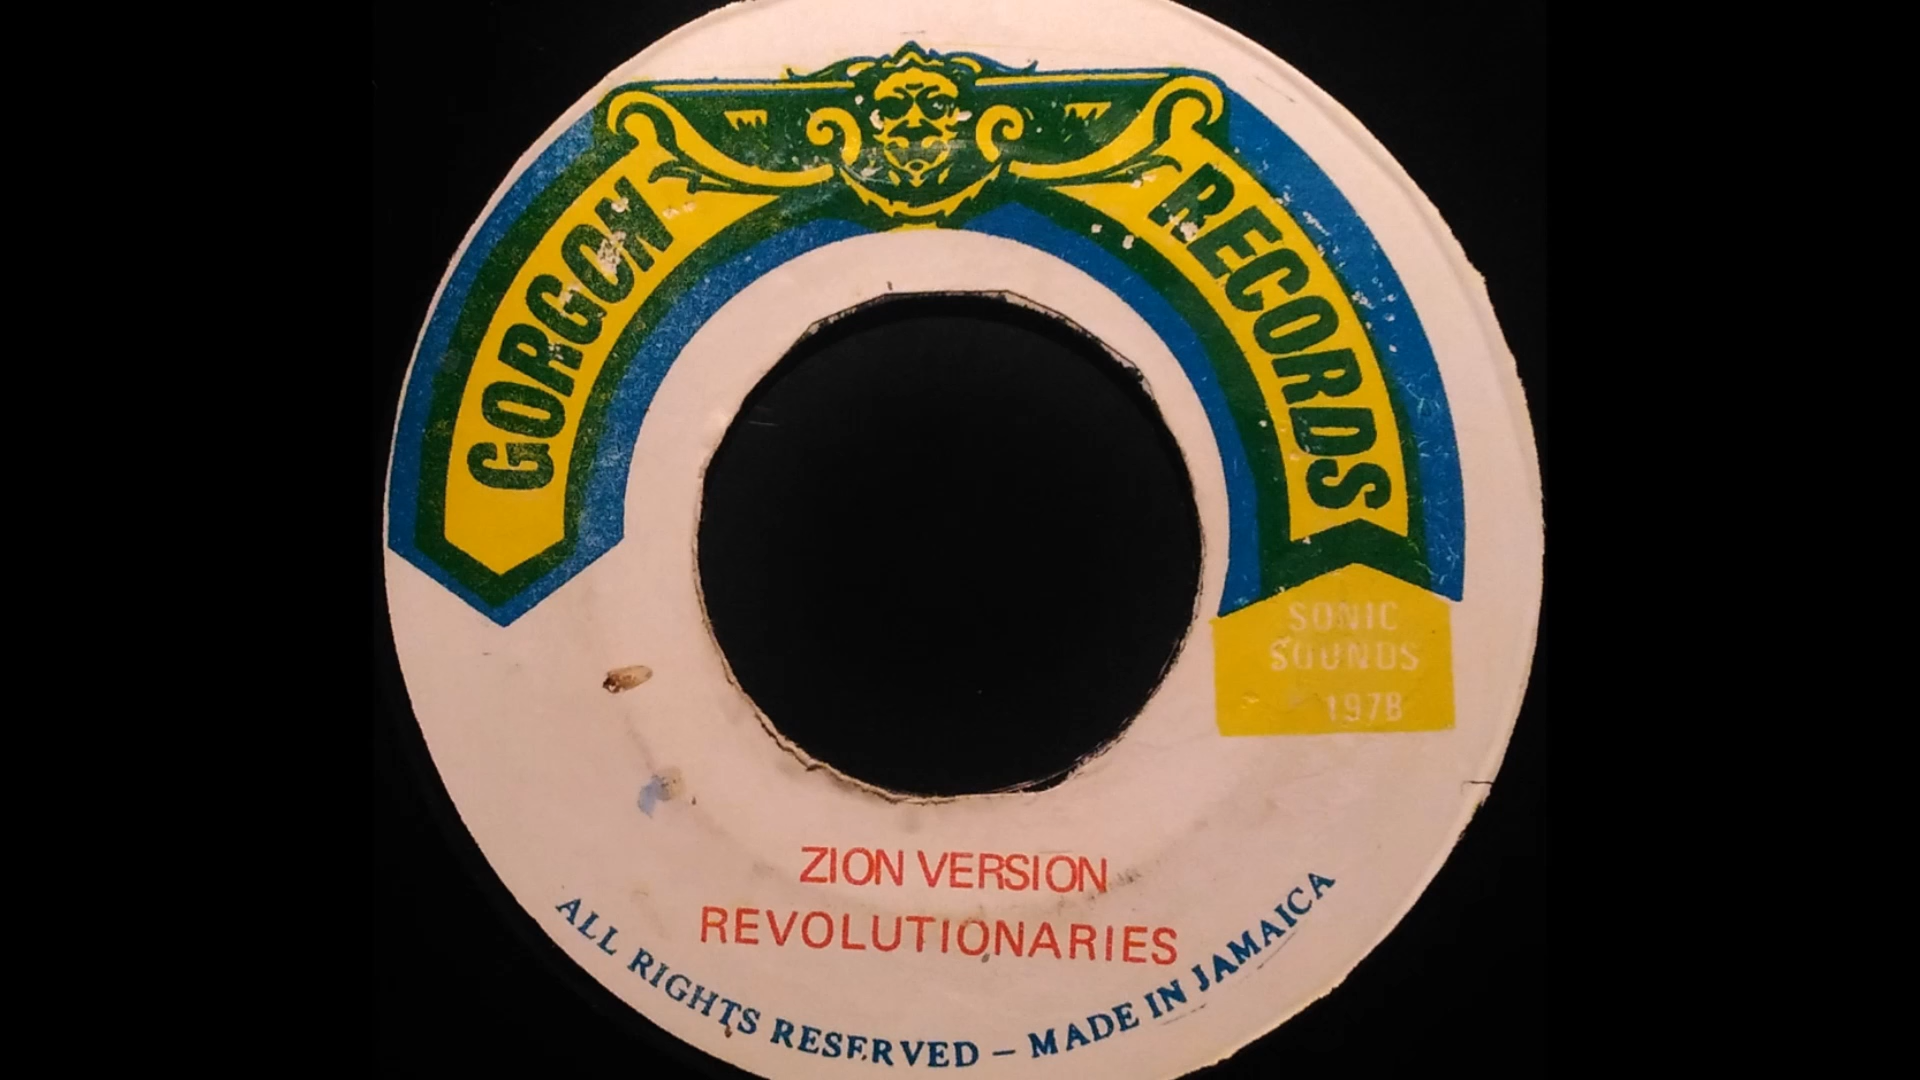 GORGON RECORDS
SONIC
SOUNDS
1978
ZION VERSION
REVOLUTIONARIES
ALL RIGHTS RESERVED – MADE IN JAMAICA